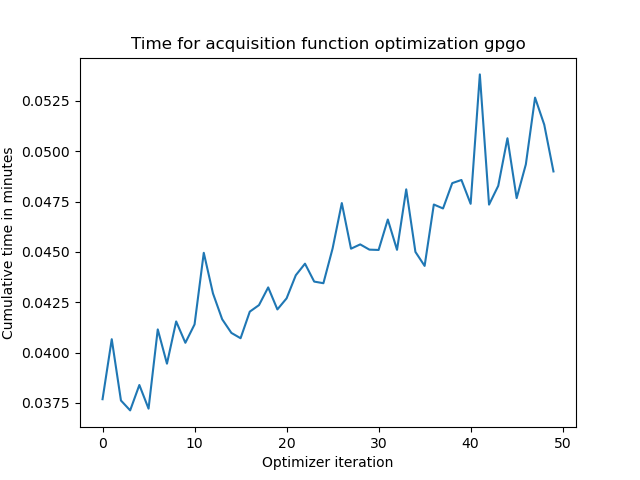 Time for acquisition function optimization gpgo
0.0525
0.0500
0.0475
0.0450
0.0425
0.0400
0.0375
Cumulative time in minutes
0 10 20 30 40 50
Optimizer iteration